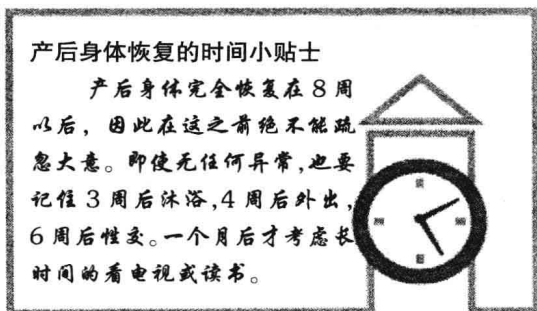 产后身体恢复的时间小贴士
产后身体完全恢复在8周
以后，因此在这之前绝不能疏
忽大意。即使无任何异常,也要
记住3周后沐浴,4周后外出,
6周后性交。一个月后才考虑长
时间的看电视或读书。